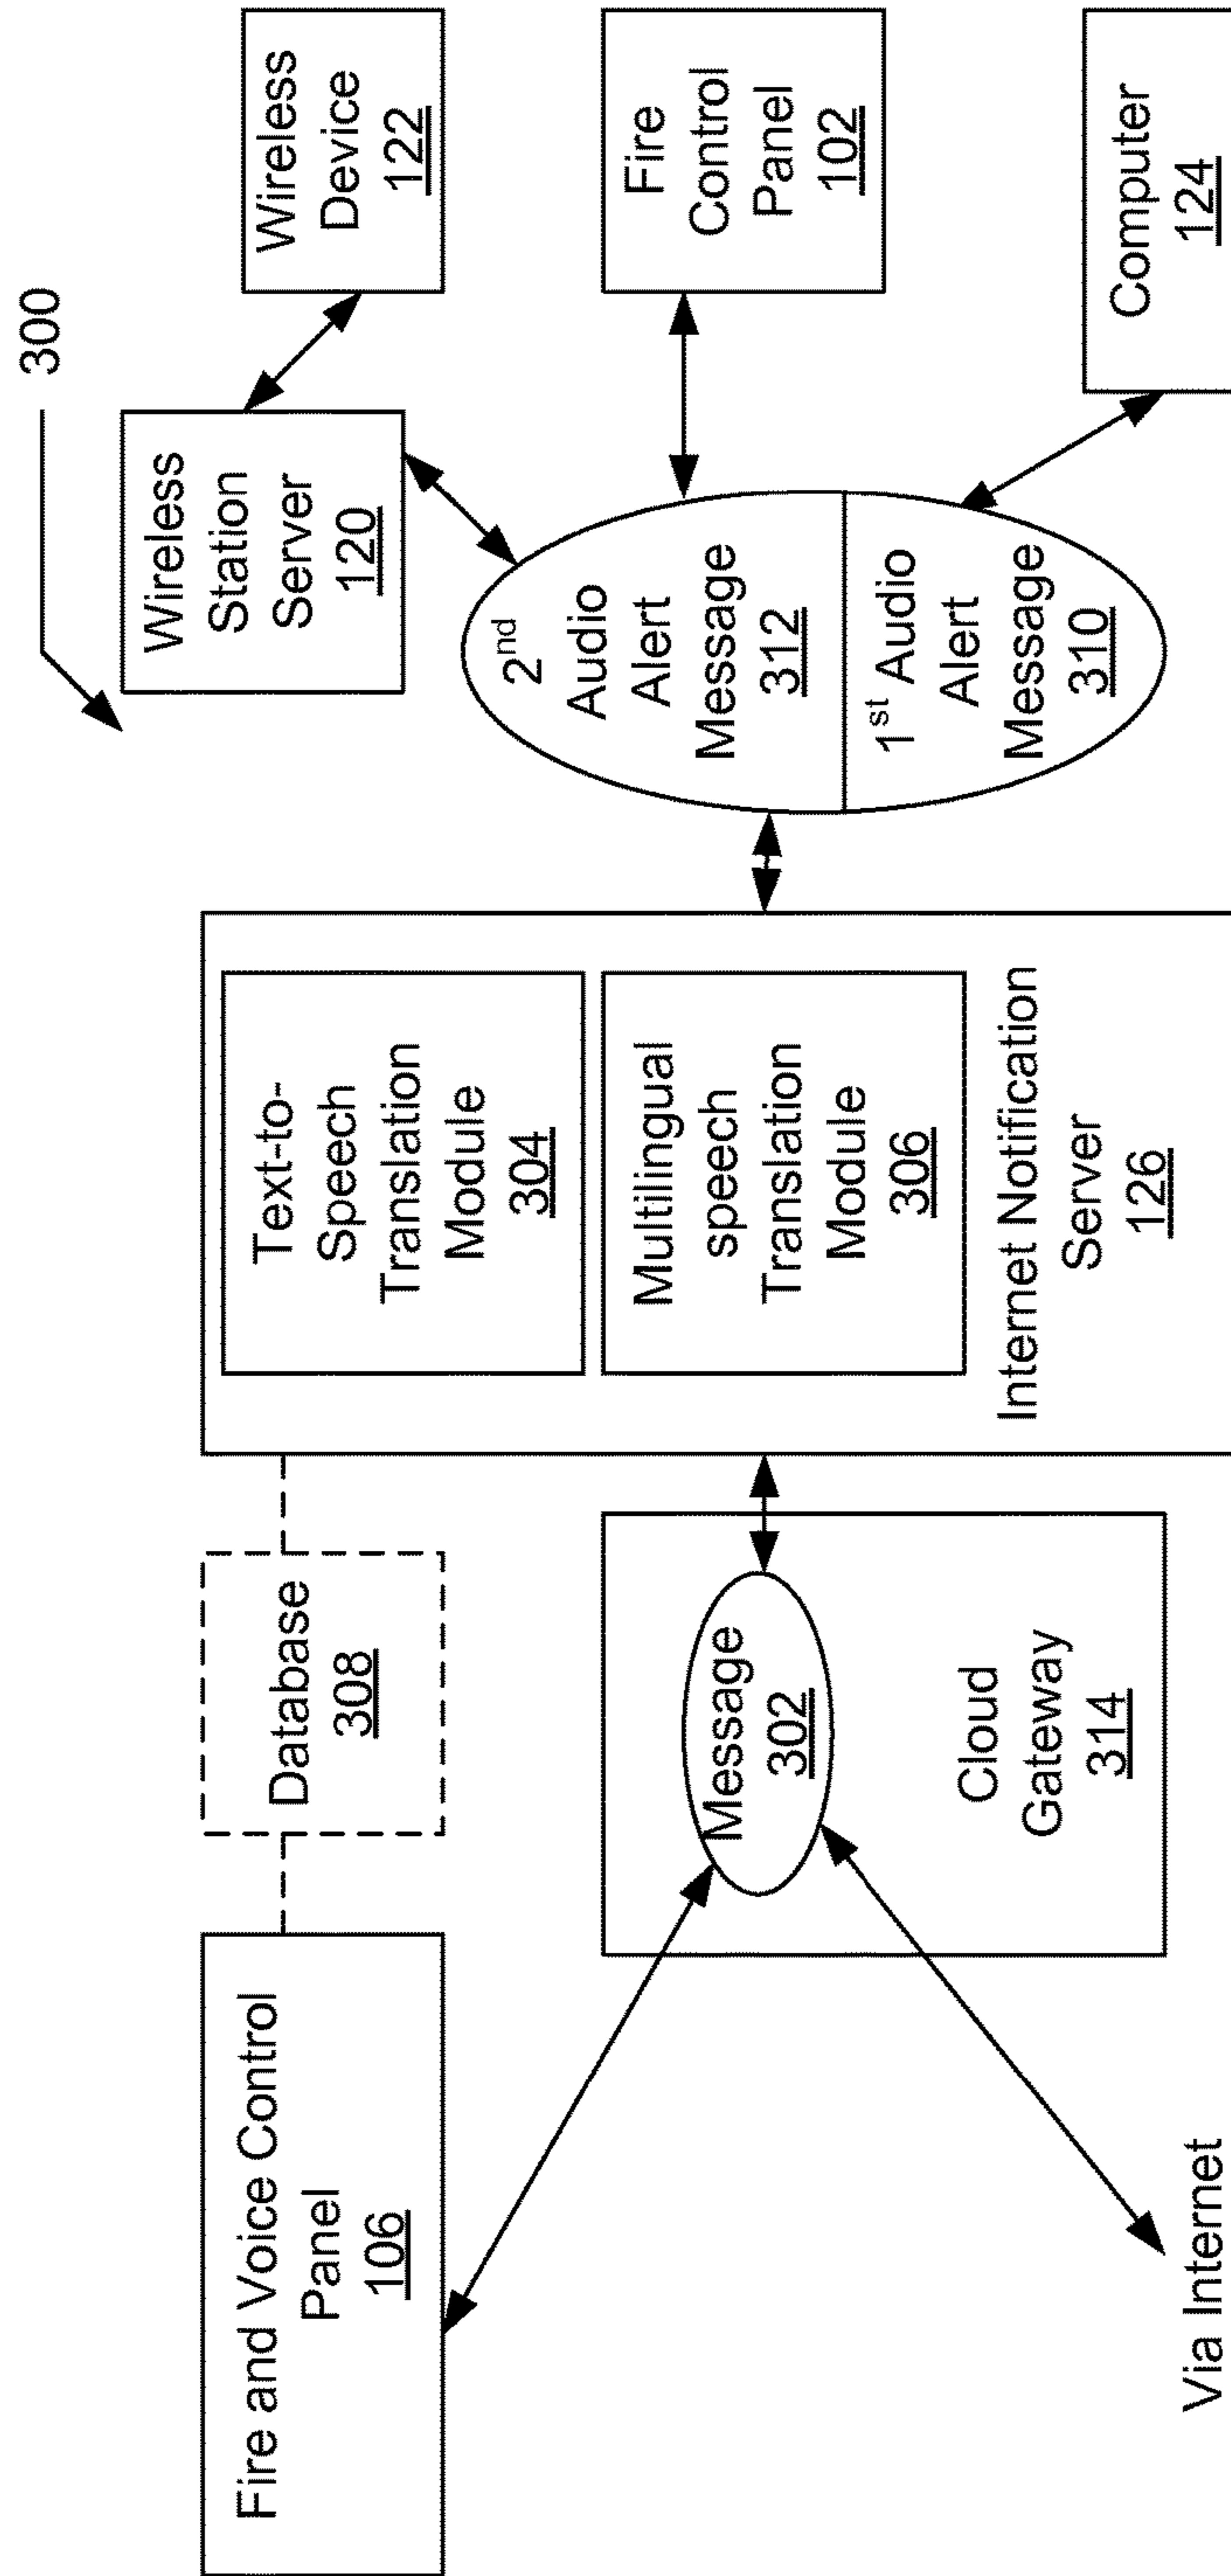 300
Fire and Voice Control
Panel
106
Database
308
Text-to-
Speech
Translation
Module
304
Multilingual
speech
Translation
Module
306
Internet Notification
Server
126
Message
302
Cloud
Gateway
314
Via Internet
Wireless
Station
Server
120
Wireless
Device
122
2nd
Audio
Alert
Message
312
1st Audio
Alert
Message
310
Fire
Control
Panel
102
Computer
124